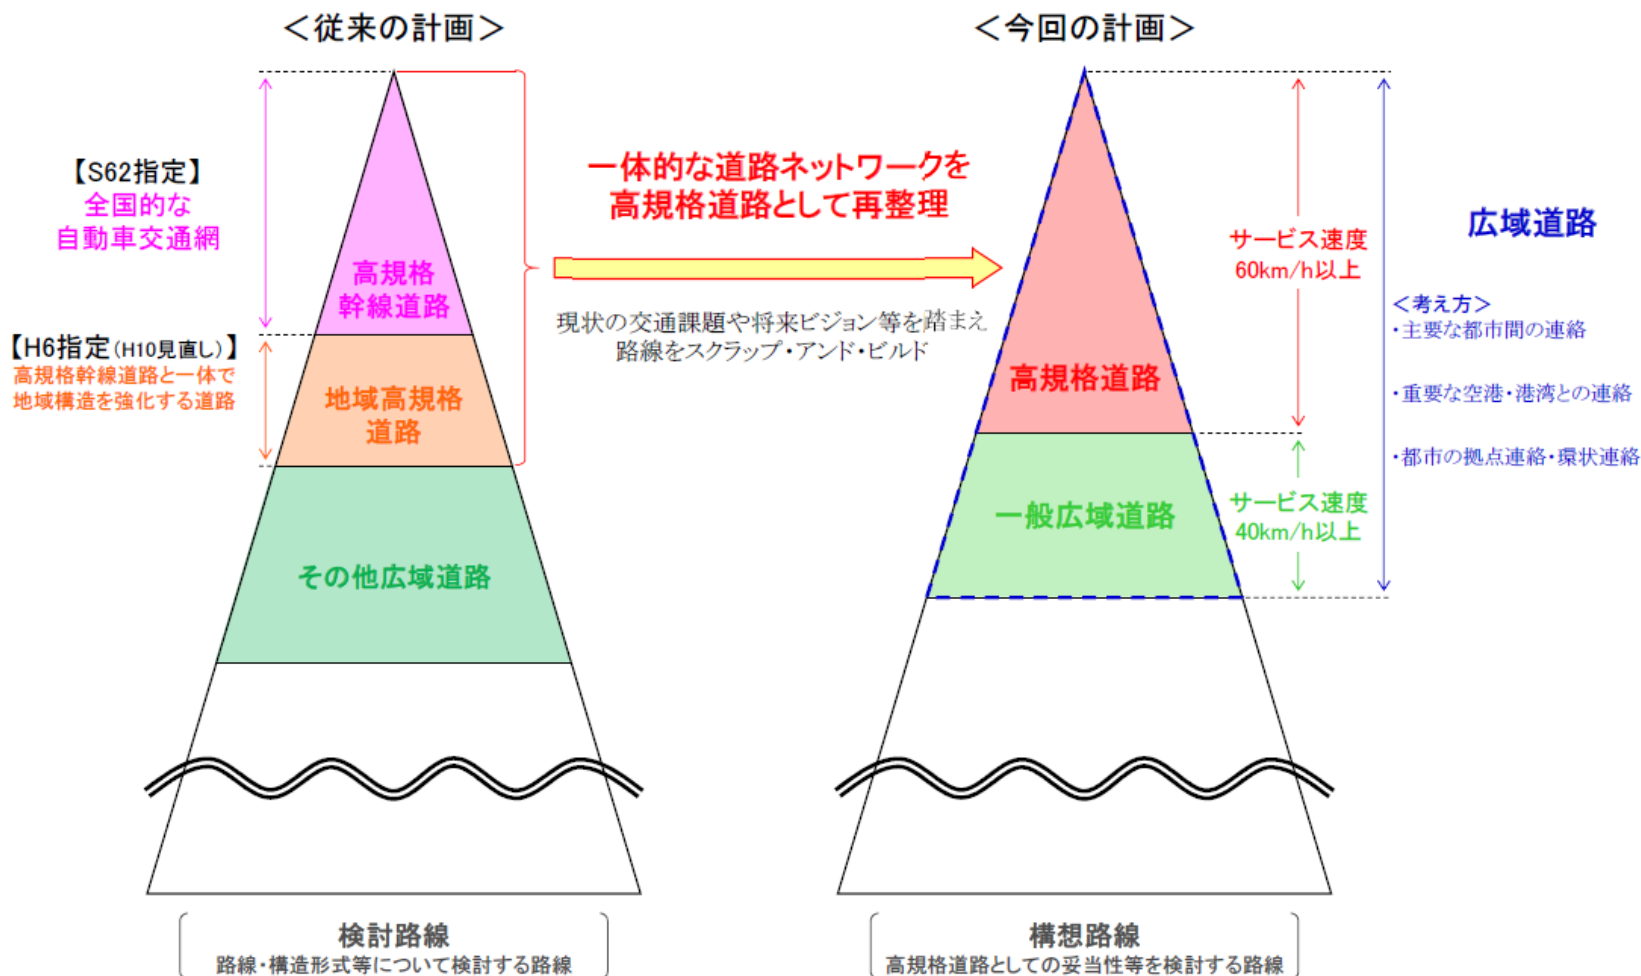 ＜従来の計画＞
【S62指定】
全国的な
自動車交通網
高規格
幹線道路
【H6指定(H10見直し)】
高規格幹線道路と一体で
地域構造を強化する道路
地域高規格
道路
その他広域道路
検討路線
路線・構造形式等について検討する路線
一体的な道路ネットワークを
高規格道路として再整理
現状の交通課題や将来ビジョン等を踏まえ
路線をスクラップ・アンド・ビルド
＜今回の計画＞
高規格道路
サービス速度
60km/h以上
一般広域道路
サービス速度
40km/h以上
広域道路
＜考え方＞
・主要な都市間の連絡
・重要な空港・港湾との連絡
・都市の拠点連絡・環状連絡
構想路線
高規格道路としての妥当性等を検討する路線